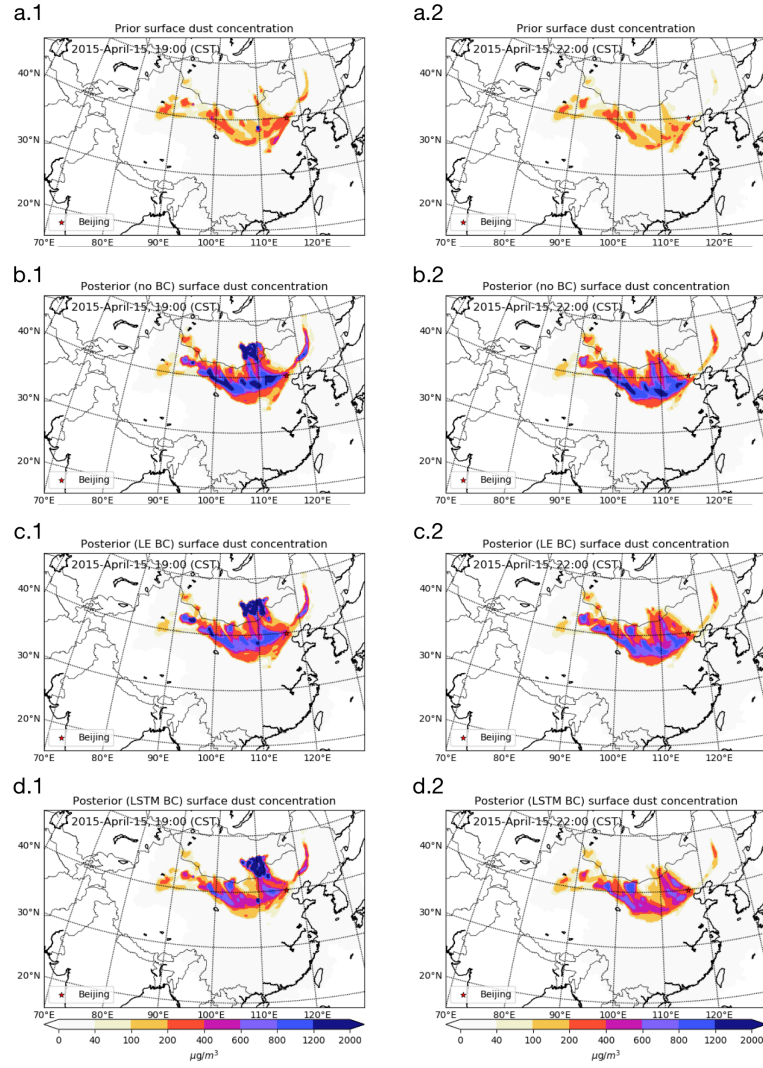 a.1
Prior surface dust concentration
2015-April-15, 19:00 (CST)
40°N
30°N
20°N
Beijing
70°E 80°E 90°E 100°E 110°E 120°E
a.2
Prior surface dust concentration
2015-April-15, 22:00 (CST)
40°N
30°N
20°N
Beijing
70°E 80°E 90°E 100°E 110°E 120°E
b.1
Posterior (no BC) surface dust concentration
2015-April-15, 19:00 (CST)
40°N
30°N
20°N
Beijing
70°E 80°E 90°E 100°E 110°E 120°E
b.2
Posterior (no BC) surface dust concentration
2015-April-15, 22:00 (CST)
40°N
30°N
20°N
Beijing
70°E 80°E 90°E 100°E 110°E 120°E
c.1
Posterior (LE BC) surface dust concentration
2015-April-15, 19:00 (CST)
40°N
30°N
20°N
Beijing
70°E 80°E 90°E 100°E 110°E 120°E
c.2
Posterior (LE BC) surface dust concentration
2015-April-15, 22:00 (CST)
40°N
30°N
20°N
Beijing
70°E 80°E 90°E 100°E 110°E 120°E
d.1
Posterior (LSTM BC) surface dust concentration
2015-April-15, 19:00 (CST)
40°N
30°N
20°N
Beijing
70°E 80°E 90°E 100°E 110°E 120°E
0 40 100 200 400 600 800 1200 2000
μg/m³
d.2
Posterior (LSTM BC) surface dust concentration
2015-April-15, 22:00 (CST)
40°N
30°N
20°N
Beijing
70°E 80°E 90°E 100°E 110°E 120°E
0 40 100 200 400 600 800 1200 2000
μg/m³